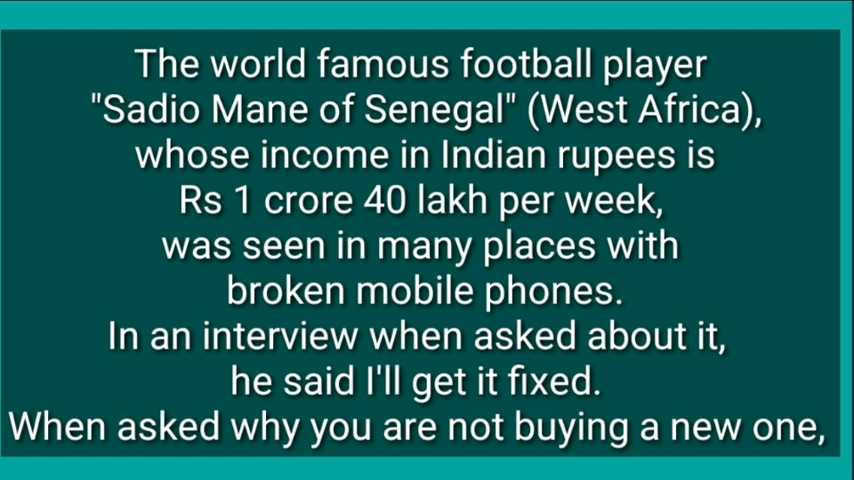 The world famous football player
"Sadio Mane of Senegal" (West Africa),
whose income in Indian rupees is
Rs 1 crore 40 lakh per week,
was seen in many places with
broken mobile phones.
In an interview when asked about it,
he said I'll get it fixed.
When asked why you are not buying a new one,